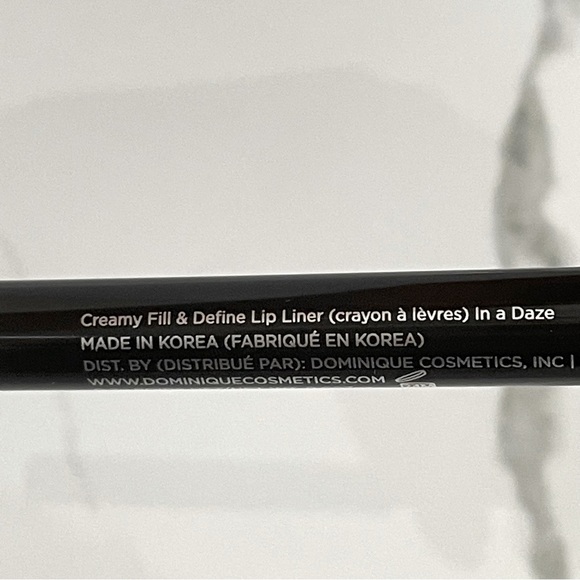 Creamy Fill & Define Lip Liner (crayon à lèvres) In a Daze
MADE IN KOREA (FABRIQUÉ EN KOREA)
DIST. BY (DISTRIBUÉ PAR): DOMINIQUE COSMETICS, INC |
WWW.DOMINIQUECOSMETICS.COM